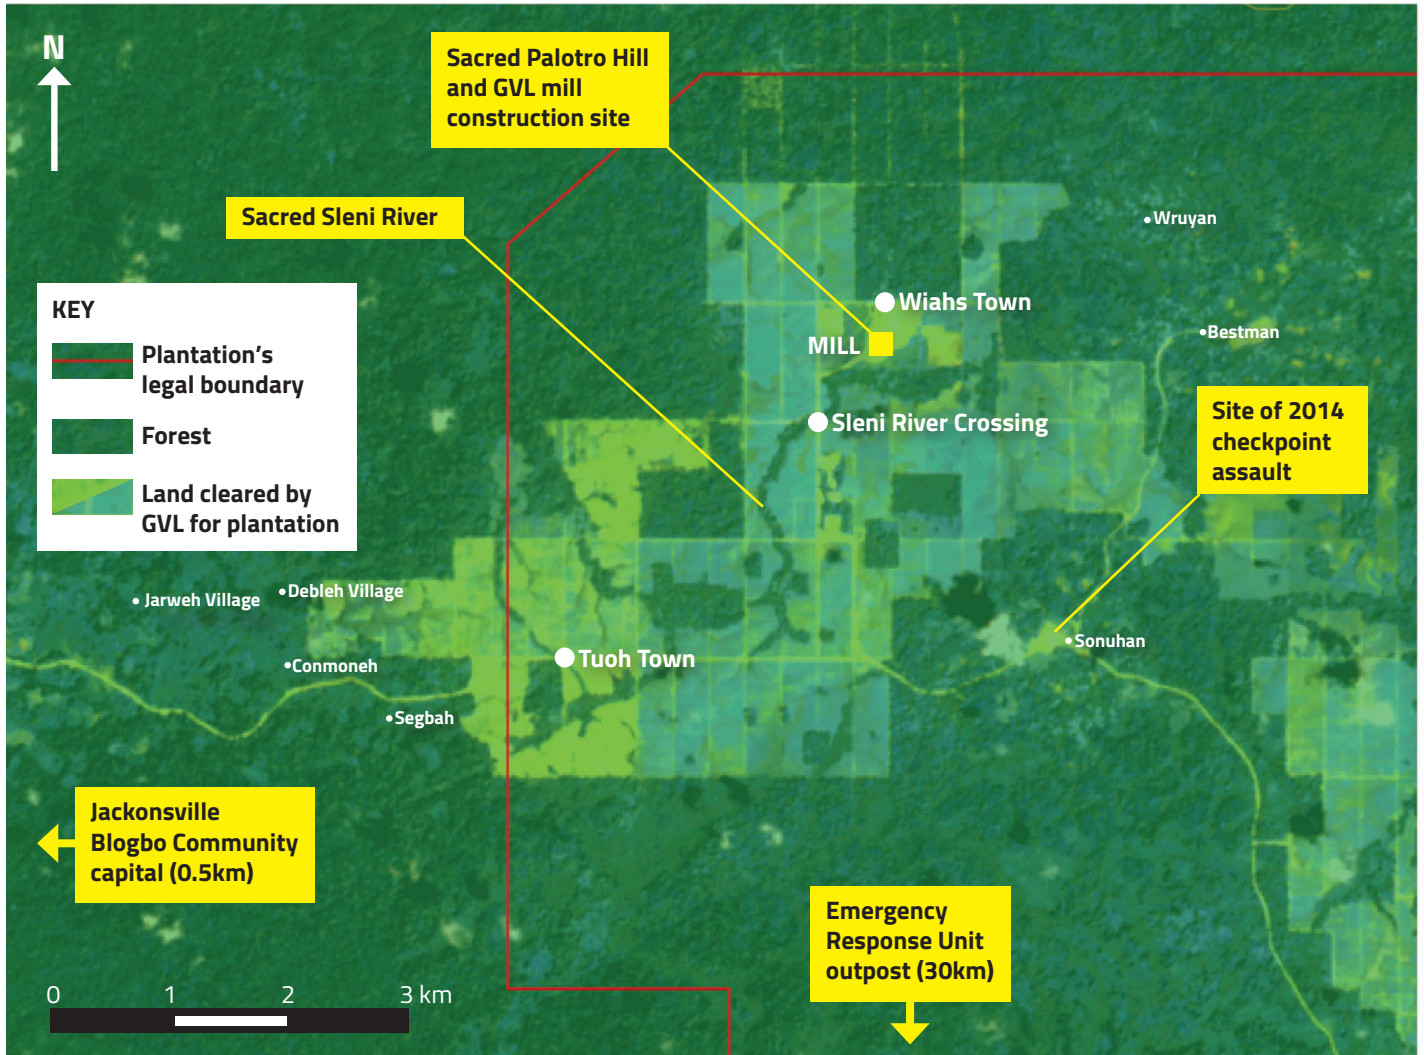 N
Sacred Palotro Hill
and GVL mill
construction site
Sacred Sleni River
Wruyan
KEY
Plantation's
legal boundary
Forest
Land cleared by
GVL for plantation
Wiahs Town
MILL
Bestman
Sleni River Crossing
Site of 2014
checkpoint
assault
Jarweh Village
Debleh Village
Conmoneh
Segbah
Tuoh Town
Sonuhan
Jackonsville
Blogbo Community
capital (0.5km)
Emergency
Response Unit
outpost (30km)
0 1 2 3 km